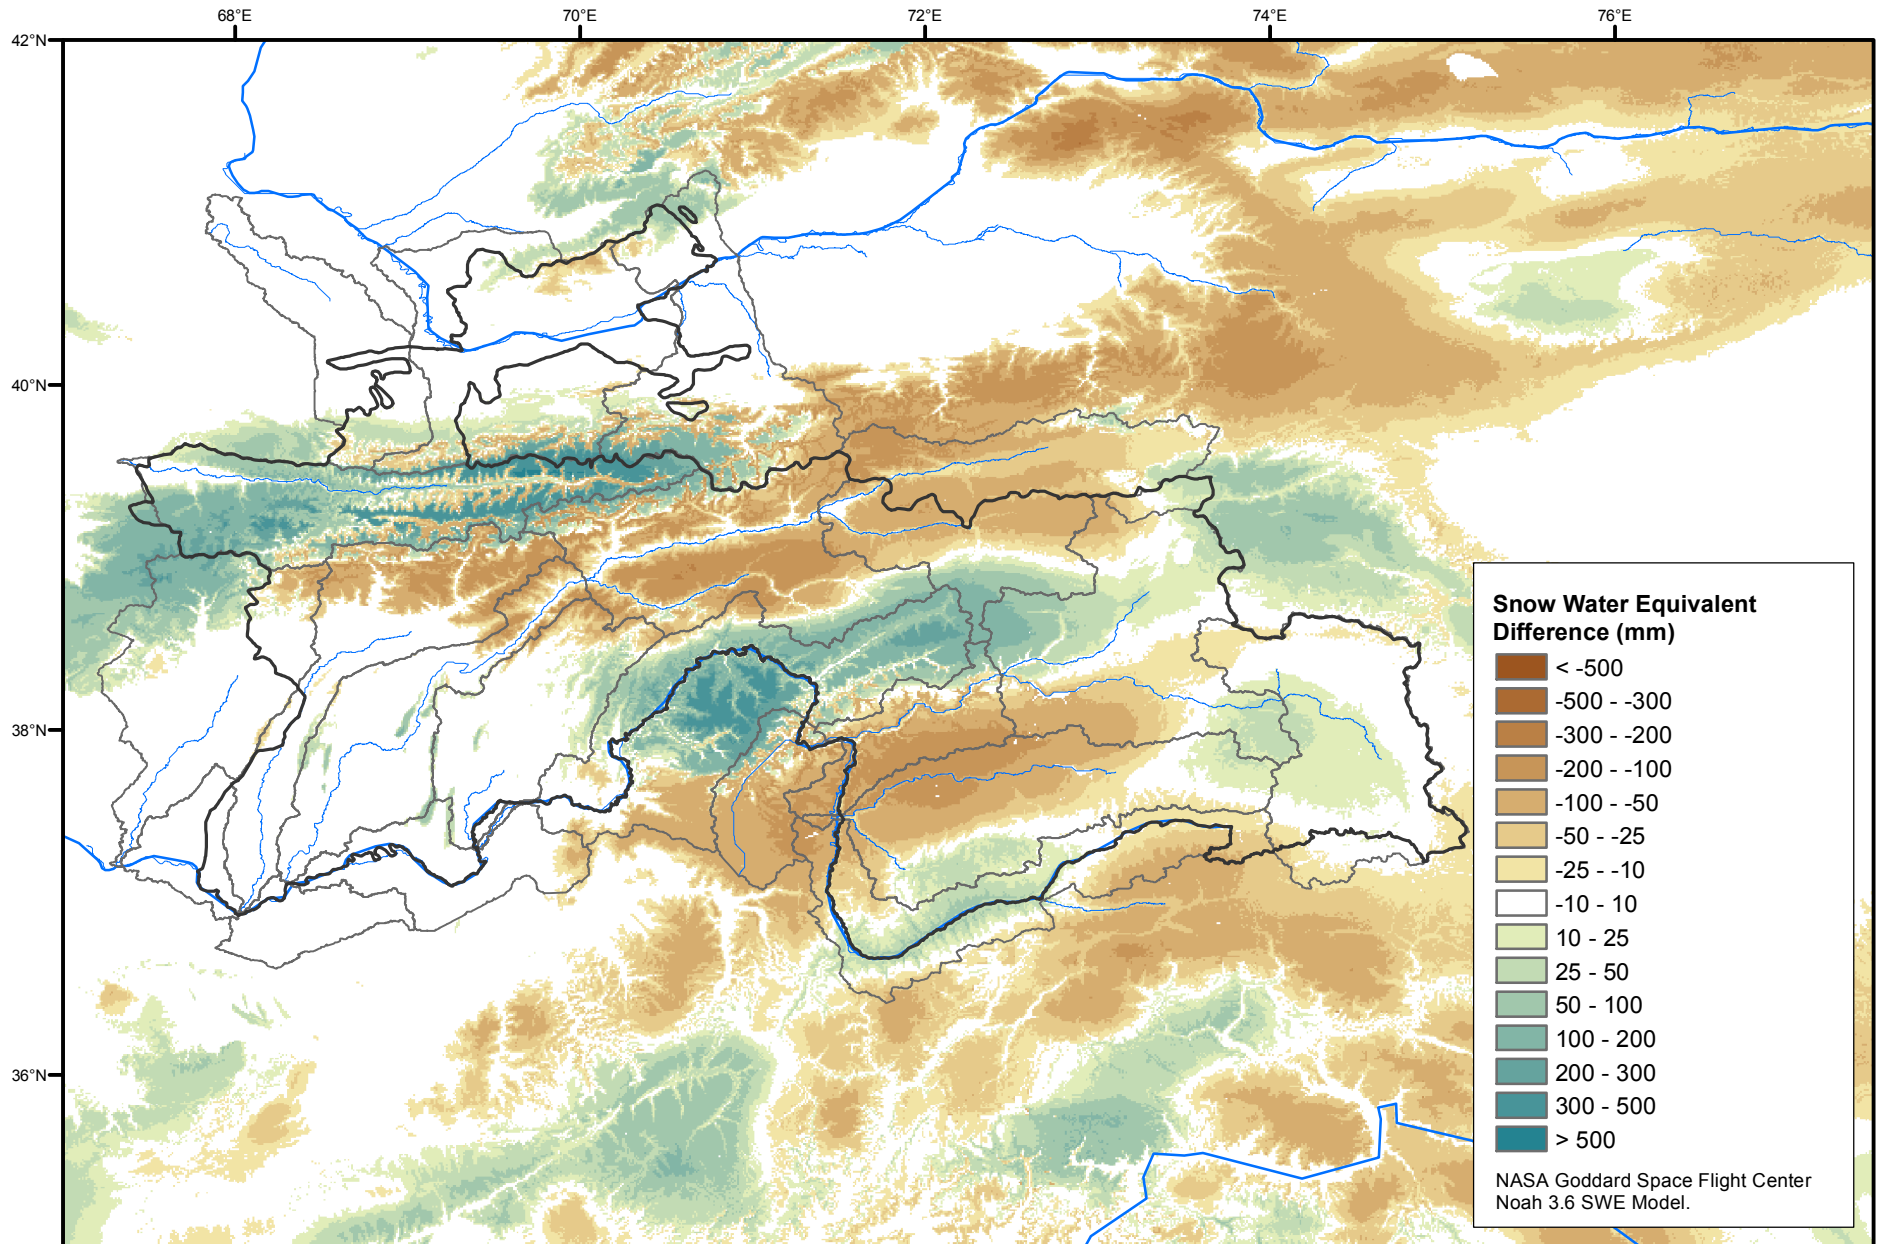 68°E
70°E
72°E
74°E
76°E
42°N
40°N
38°N
36°N
Snow Water Equivalent
Difference (mm)
< -500
-500 - -300
-300 - -200
-200 - -100
-100 - -50
-50 - -25
-25 - -10
-10 - 10
10 - 25
25 - 50
50 - 100
100 - 200
200 - 300
300 - 500
> 500
NASA Goddard Space Flight Center
Noah 3.6 SWE Model.